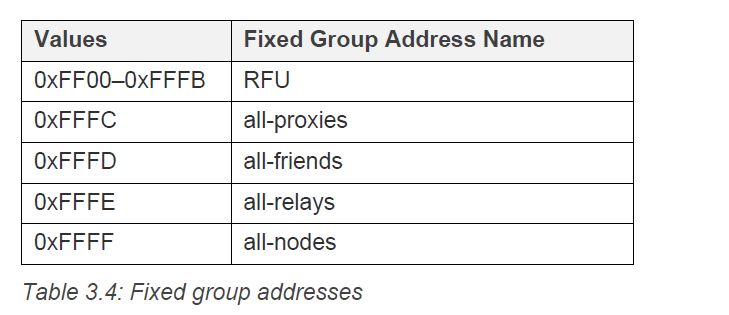 Values Fixed Group Address Name
0xFF00–0xFFFB RFU
0xFFFC all-proxies
0xFFFD all-friends
0xFFFE all-relays
0xFFFF all-nodes
Table 3.4: Fixed group addresses